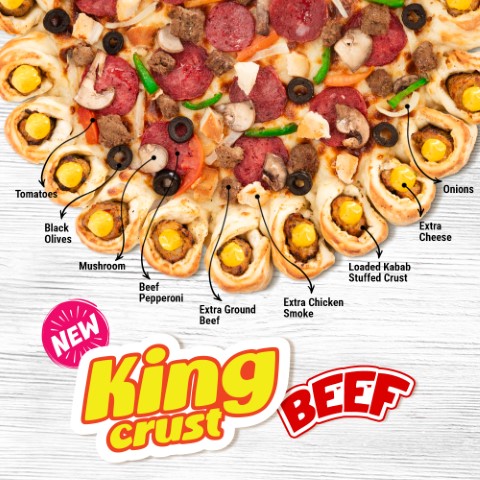 Tomatoes
Black
Olives
Mushroom
Beef
Pepperoni
Extra Ground
Beef
Extra Chicken
Smoke
Loaded Kabab
Stuffed Crust
Extra
Cheese
Onions
NEW
King
crust
BEEF